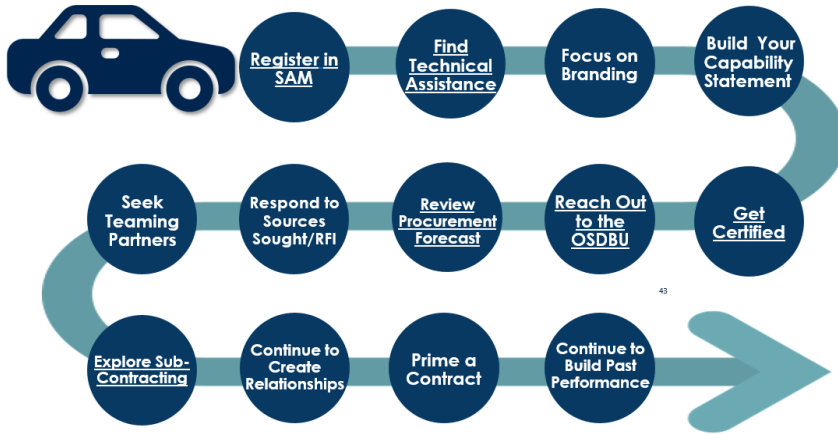 Register in
SAM
Find
Technical
Assistance
Focus on
Branding
Build Your
Capability
Statement
Get
Certified
Reach Out
to the
OSDBU
Review
Procurement
Forecast
Respond to
Sources
Sought/RFI
Seek
Teaming
Partners
43
Explore Sub-
Contracting
Continue to
Create
Relationships
Prime a
Contract
Continue to
Build Past
Performance